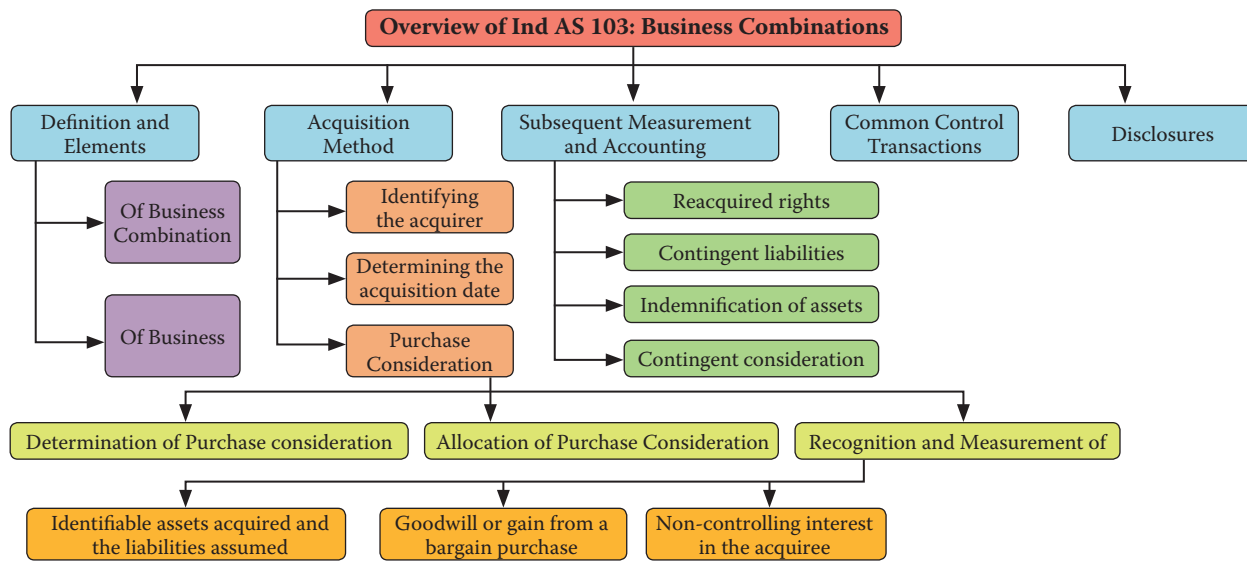 Overview of Ind AS 103: Business Combinations
Definition and
Elements
Acquisition
Method
Subsequent Measurement
and Accounting
Common Control
Transactions
Disclosures
Of Business
Combination
Of Business
Identifying
the acquirer
Determining the
acquisition date
Purchase
Consideration
Reacquired rights
Contingent liabilities
Indemnification of assets
Contingent consideration
Determination of Purchase consideration
Allocation of Purchase Consideration
Recognition and Measurement of
Identifiable assets acquired and
the liabilities assumed
Goodwill or gain from a
bargain purchase
Non-controlling interest
in the acquiree